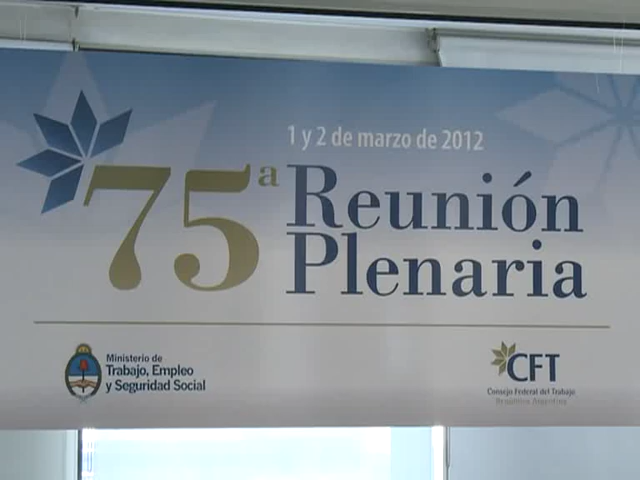 1 y 2 de marzo de 2012
75ª Reunión
Plenaria
Ministerio de
Trabajo, Empleo
y Seguridad Social
CFT
Consejo Federal del Trabajo
República Argentina